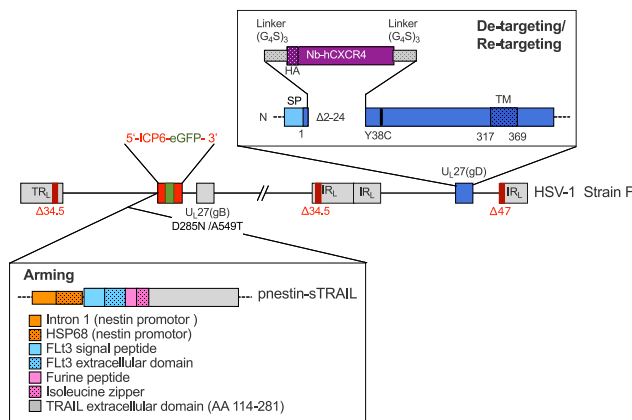 De-targeting/
Re-targeting
Linker
(G₄S)₃
Linker
(G₄S)₃
Nb-hCXCR4
HA
SP
TM
N
Δ2-24
1
Y38C
317
369
5'-ICP6-eGFP- 3'
TRL
UL27(gB)
IRL
IRL
UL27(gD)
IRL
HSV-1 Strain F
Δ34.5
D285N /A549T
Δ34.5
Δ47
Arming
pnestin-sTRAIL
Intron 1 (nestin promotor )
HSP68 (nestin promotor)
FLt3 signal peptide
FLt3 extracellular domain
Furine peptide
Isoleucine zipper
TRAIL extracellular domain (AA 114-281)